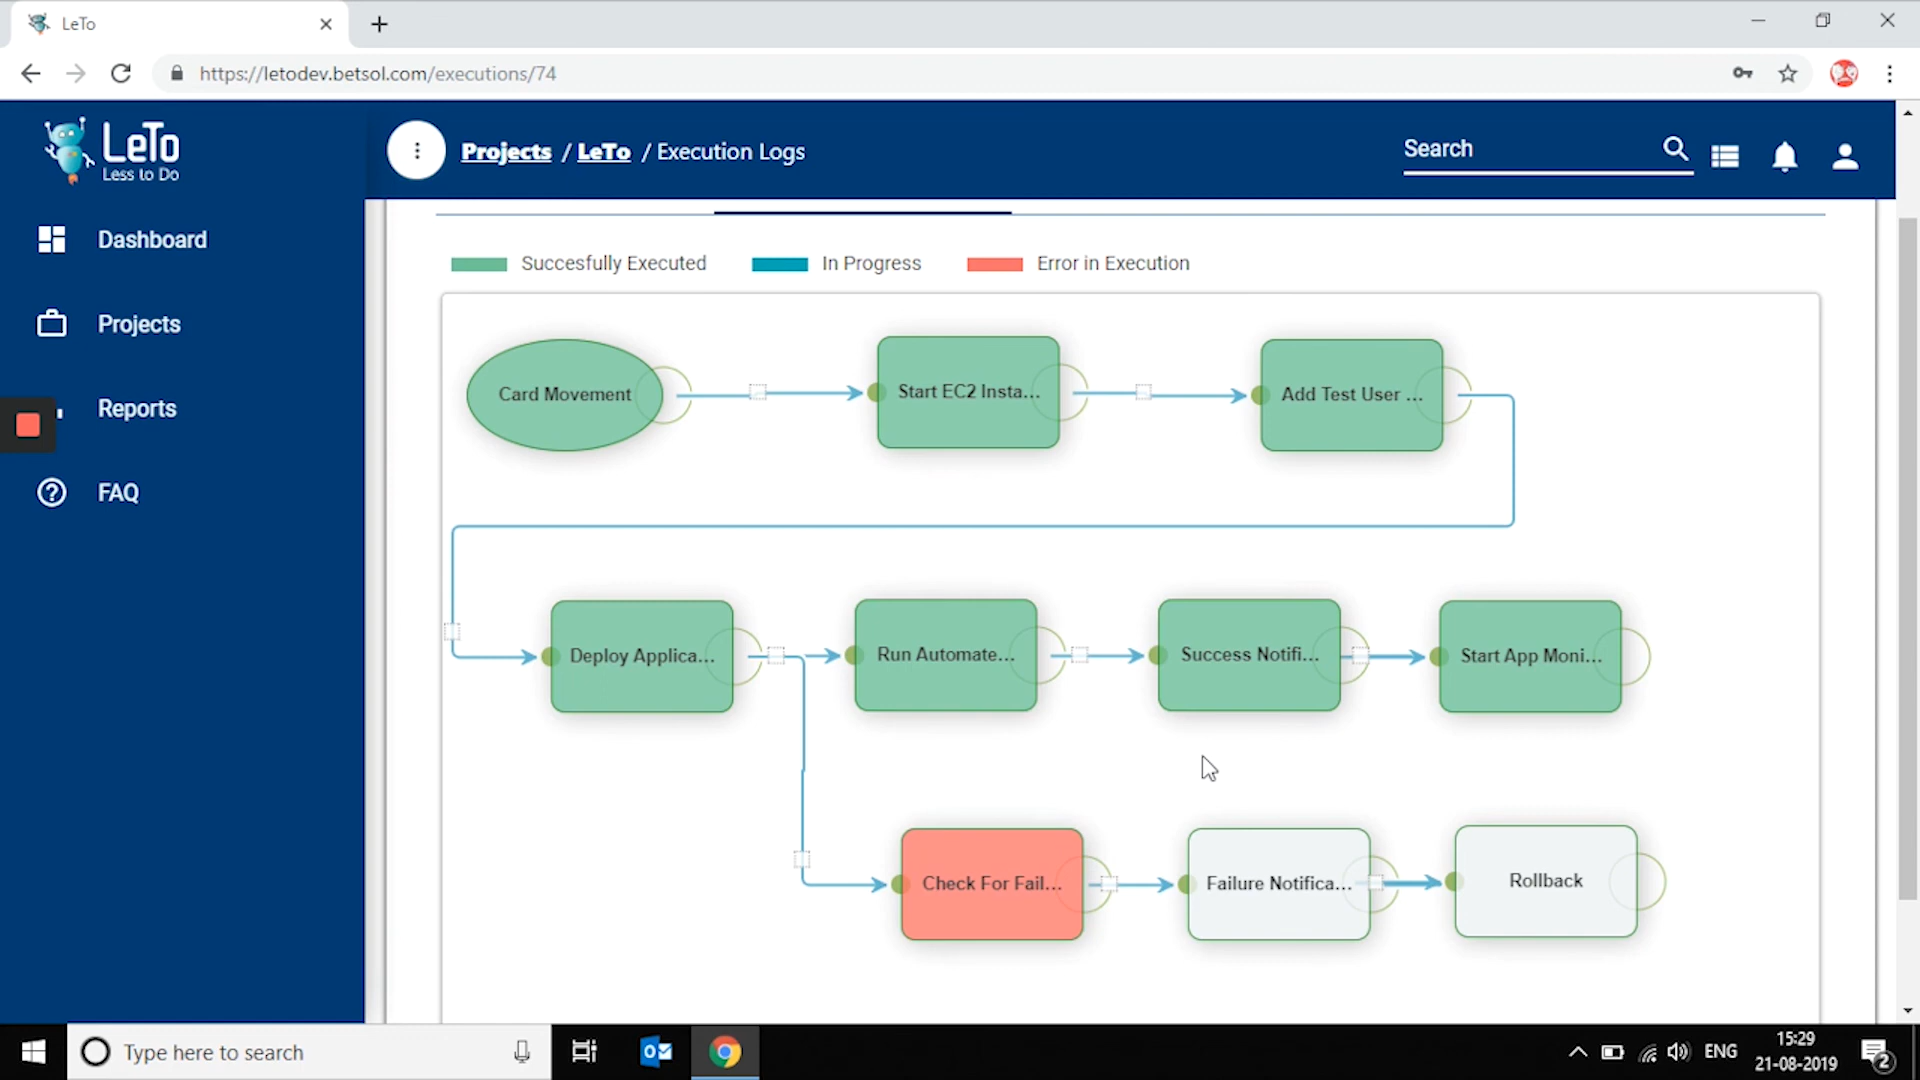 LeTo
https://letodev.betsol.com/executions/74
LeTo
Less to Do
Projects / LeTo / Execution Logs
Search
Dashboard
Projects
Reports
FAQ
Succesfully Executed
In Progress
Error in Execution
Card Movement
Start EC2 Insta...
Add Test User ...
Deploy Applica...
Run Automate...
Success Notifi...
Start App Moni...
Check For Fail...
Failure Notifica...
Rollback
Type here to search
ENG
15:29
21-08-2019
2